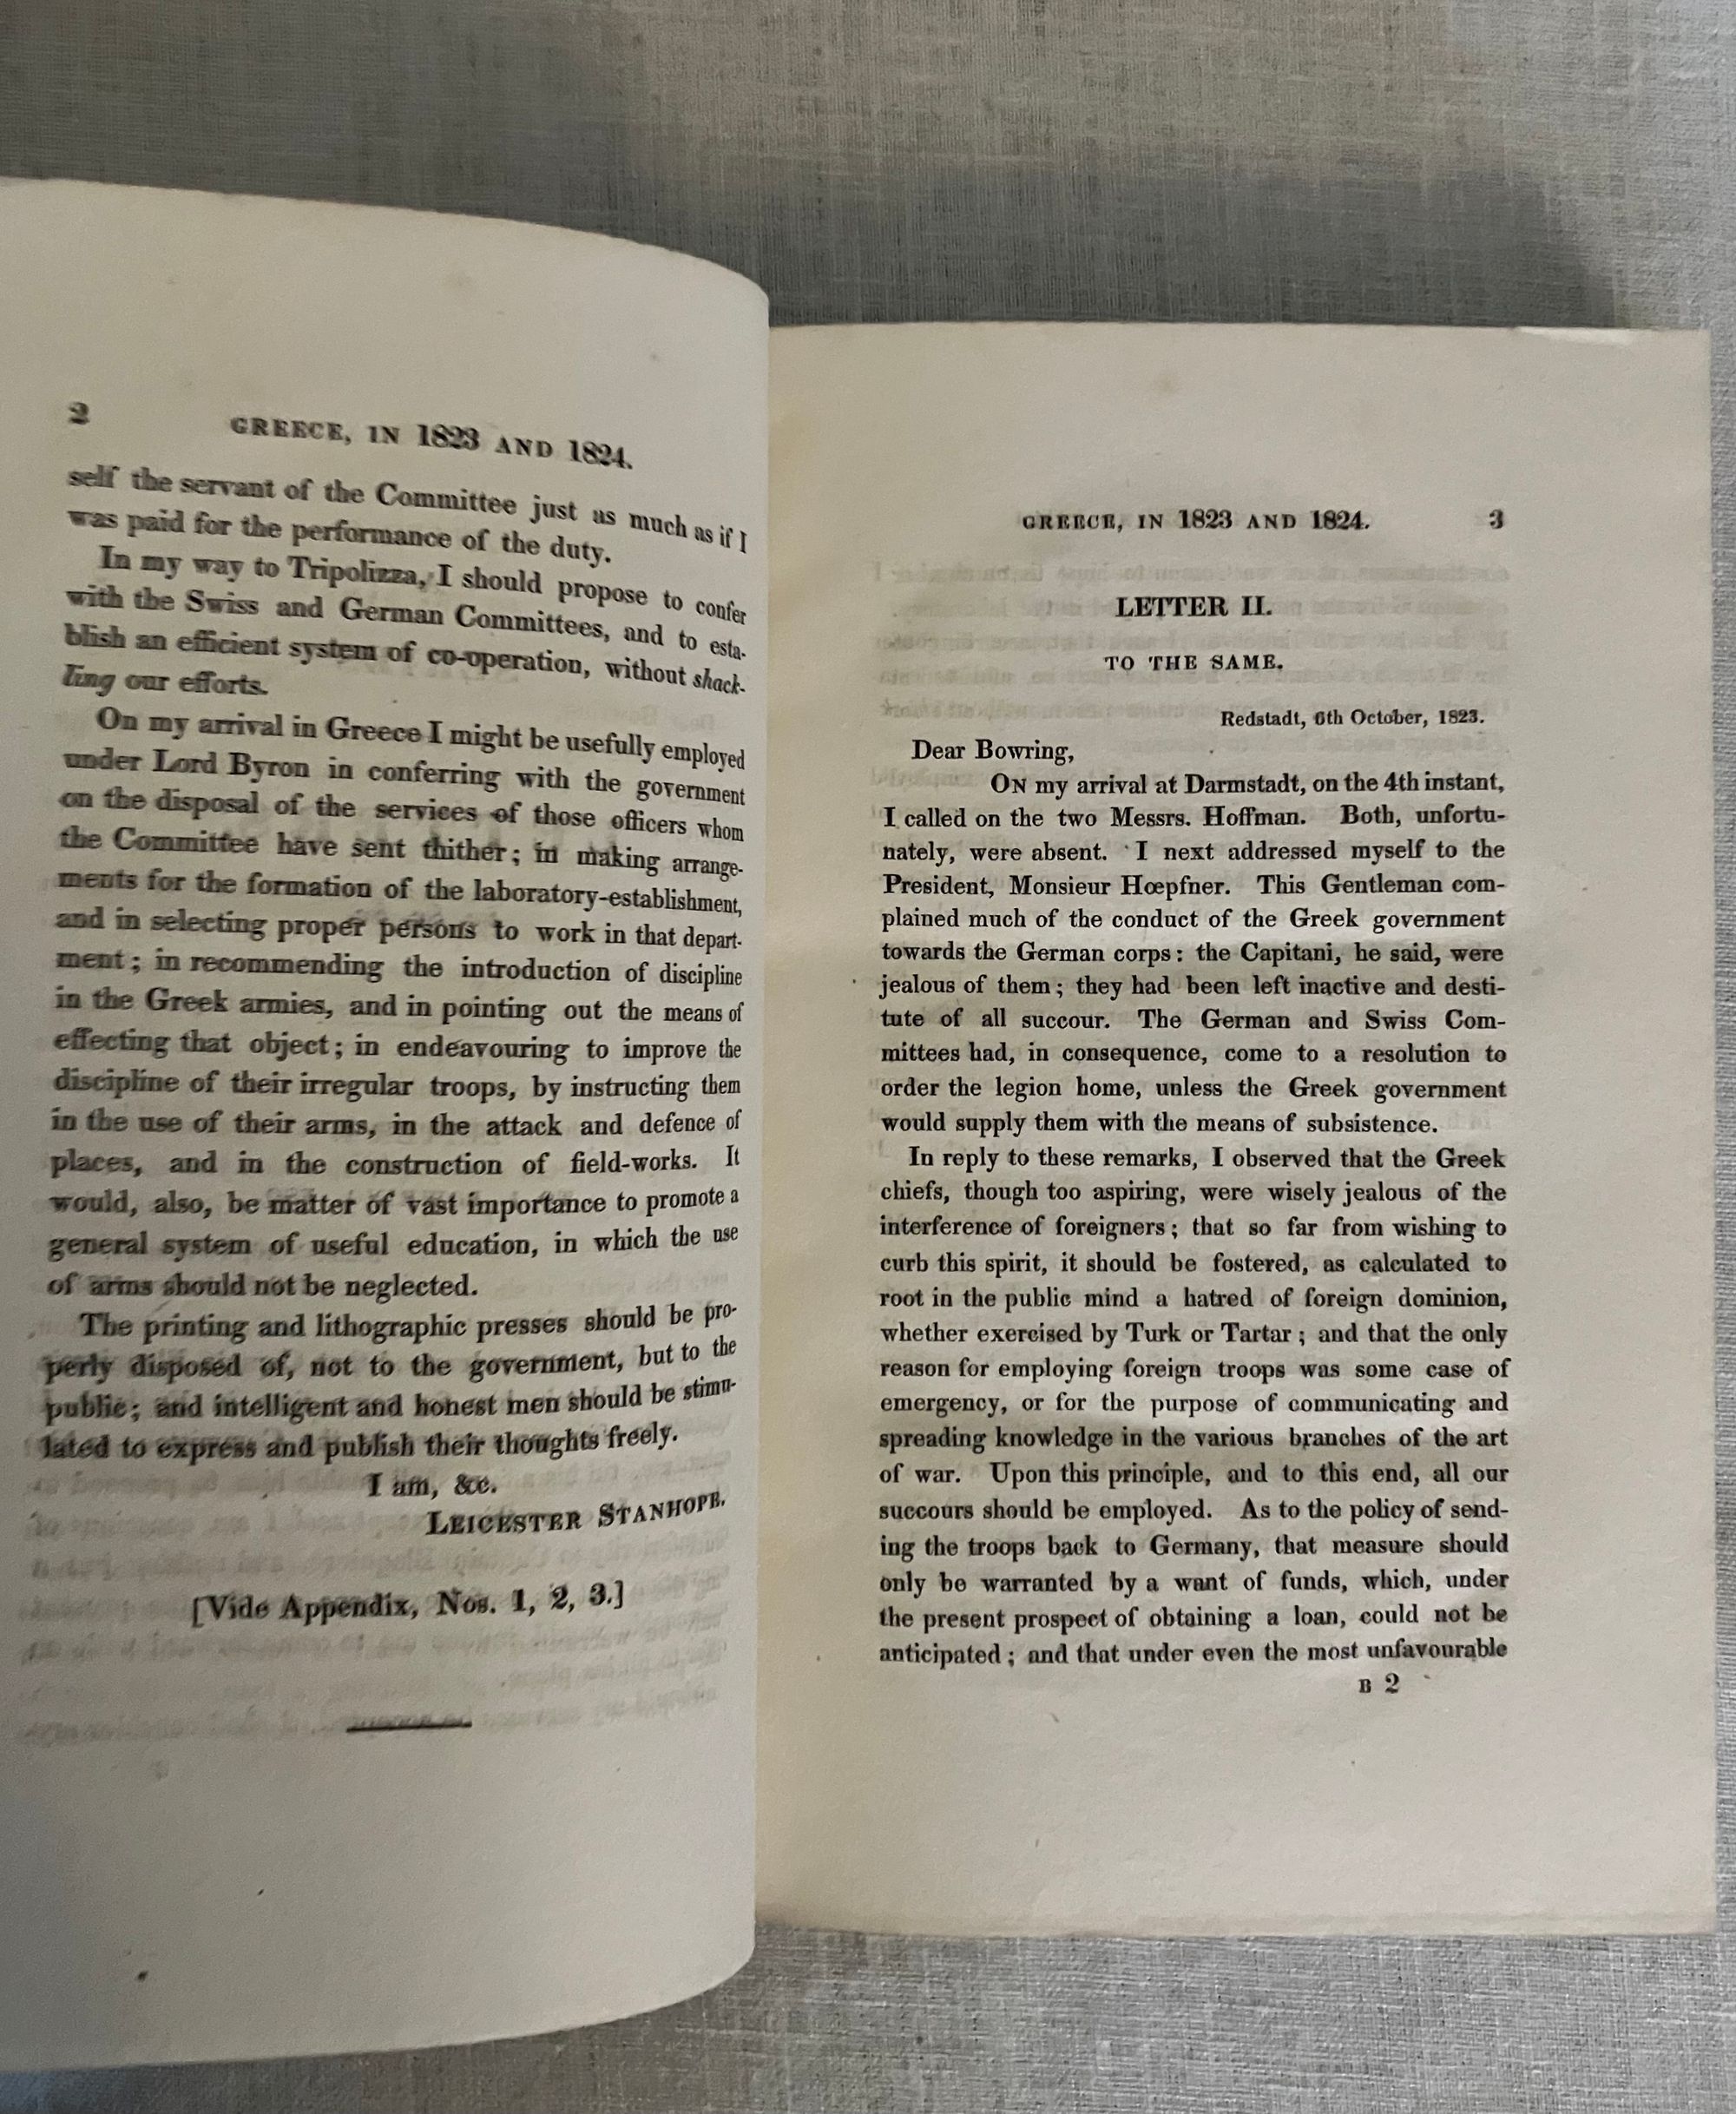 2
GREECE, IN 1823 AND 1824.
self the servant of the Committee just as much as if I
was paid for the performance of the duty.
In my way to Tripolizza, I should propose to confer
with the Swiss and German Committees, and to esta-
blish an efficient system of co-operation, without shack-
ling our efforts.
On my arrival in Greece I might be usefully employed
under Lord Byron in conferring with the government
on the disposal of the services of those officers whom
the Committee have sent thither; in making arrange-
ments for the formation of the laboratory-establishment,
and in selecting proper persons to work in that depart-
ment; in recommending the introduction of discipline
in the Greek armies, and in pointing out the means of
effecting that object; in endeavouring to improve the
discipline of their irregular troops, by instructing them
in the use of their arms, in the attack and defence of
places, and in the construction of field-works. It
would, also, be matter of vast importance to promote a
general system of useful education, in which the use
of arms should not be neglected.
The printing and lithographic presses should be pro-
perly disposed of, not to the government, but to the
public; and intelligent and honest men should be stimu-
lated to express and publish their thoughts freely.
I am, &c.
LEICESTER STANHOPE.
[Vide Appendix, Nos. 1, 2, 3.]
GREECE, IN 1823 AND 1824.
3
LETTER II.
TO THE SAME.
Redstadt, 6th October, 1823.
Dear Bowring,
ON my arrival at Darmstadt, on the 4th instant,
I called on the two Messrs. Hoffman. Both, unfortu-
nately, were absent. I next addressed myself to the
President, Monsieur Hœpfner. This Gentleman com-
plained much of the conduct of the Greek government
towards the German corps: the Capitani, he said, were
jealous of them; they had been left inactive and desti-
tute of all succour. The German and Swiss Com-
mittees had, in consequence, come to a resolution to
order the legion home, unless the Greek government
would supply them with the means of subsistence.
In reply to these remarks, I observed that the Greek
chiefs, though too aspiring, were wisely jealous of the
interference of foreigners; that so far from wishing to
curb this spirit, it should be fostered, as calculated to
root in the public mind a hatred of foreign dominion,
whether exercised by Turk or Tartar; and that the only
reason for employing foreign troops was some case of
emergency, or for the purpose of communicating and
spreading knowledge in the various branches of the art
of war. Upon this principle, and to this end, all our
succours should be employed. As to the policy of send-
ing the troops back to Germany, that measure should
only be warranted by a want of funds, which, under
the present prospect of obtaining a loan, could not be
anticipated; and that under even the most unfavourable
B 2